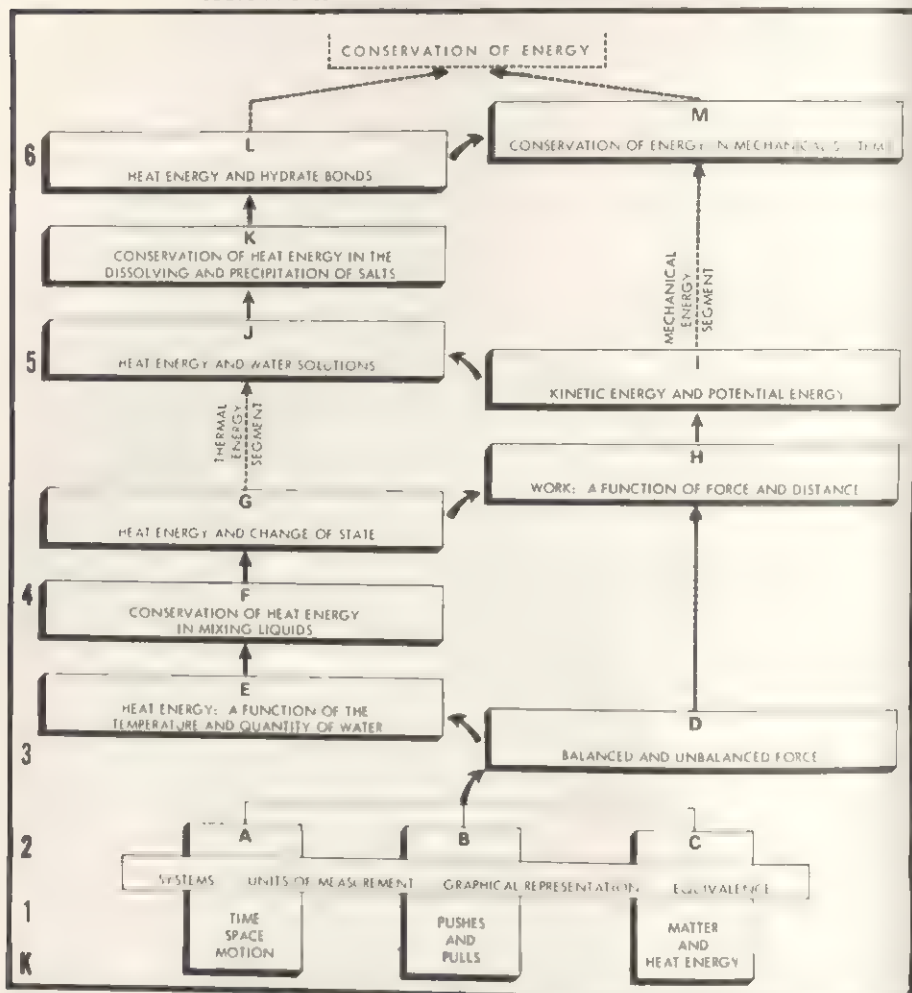 CONSERVATION OF ENERGY
M
CONSERVATION OF ENERGY IN MECHANICAL
L
6
HEAT ENERGY AND HYDRATE BONDS
K
CONSERVATION OF HEAT ENERGY IN THE
DISSOLVING AND PRECIPITATION OF SALTS
MECHANICAL
ENERGY
SEGMENT
J
5
HEAT ENERGY AND WATER SOLUTIONS
I
KINETIC ENERGY AND POTENTIAL ENERGY
THERMAL
ENERGY
SEGMENT
H
WORK: A FUNCTION OF FORCE AND DISTANCE
G
HEAT ENERGY AND CHANGE OF STATE
4
F
CONSERVATION OF HEAT ENERGY
IN MIXING LIQUIDS
E
HEAT ENERGY: A FUNCTION OF THE
TEMPERATURE AND QUANTITY OF WATER
D
BALANCED AND UNBALANCED FORCE
3
2
A B C
SYSTEMS UNITS OF MEASUREMENT GRAPHICAL REPRESENTATION EQUIVALENCE
1
TIME
SPACE
MOTION
PUSHES
AND
PULLS
MATTER
AND
HEAT ENERGY
K